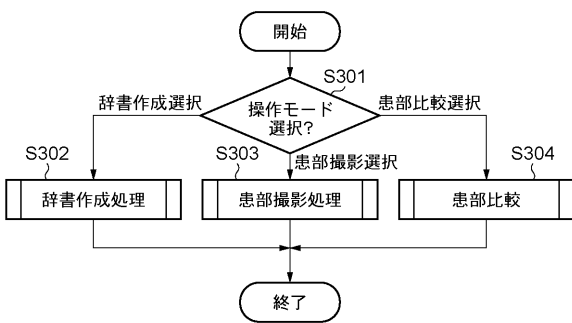 開始
S301
操作モード
選択?
辞書作成選択
患部比較選択
患部撮影選択
S302
S303
S304
辞書作成処理
患部撮影処理
患部比較
終了